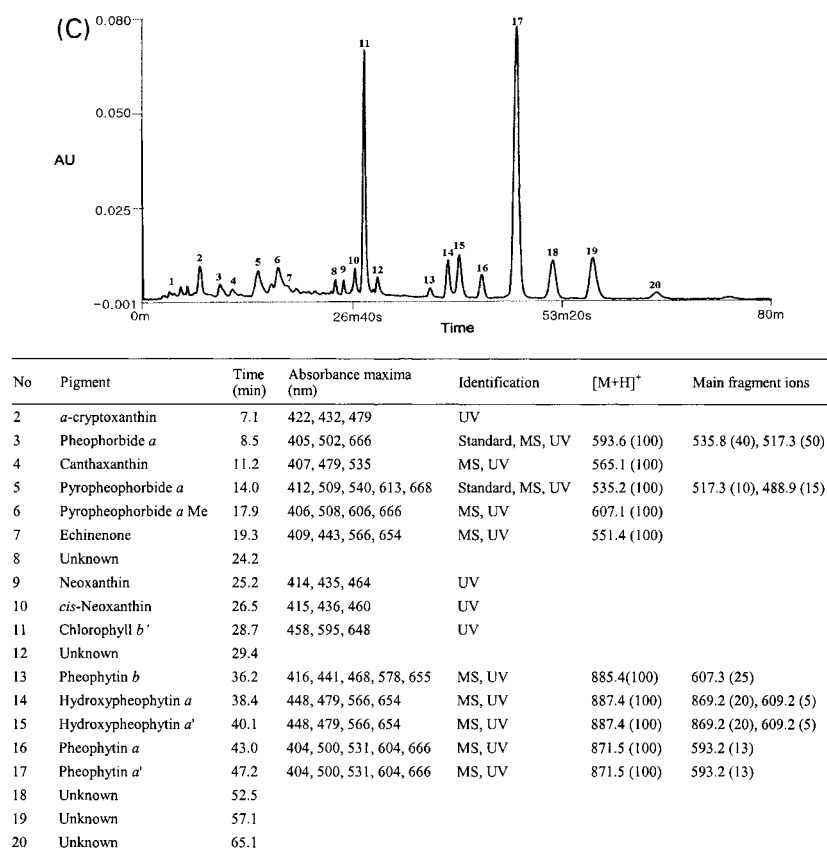 (C)
0.080
0.050
AU
0.025
−0.001
11
17
1
2
3
4
5
6
7
8
9
10
12
13
14
15
16
18
19
20
0m
26m40s
53m20s
80m
Time
No Pigment Time (min) Absorbance maxima (nm) Identification [M+H]+ Main fragment ions
2 a-cryptoxanthin 7.1 422, 432, 479 UV
3 Pheophorbide a 8.5 405, 502, 666 Standard, MS, UV 593.6 (100) 535.8 (40), 517.3 (50)
4 Canthaxanthin 11.2 407, 479, 535 MS, UV 565.1 (100)
5 Pyropheophorbide a 14.0 412, 509, 540, 613, 668 Standard, MS, UV 535.2 (100) 517.3 (10), 488.9 (15)
6 Pyropheophorbide a Me 17.9 406, 508, 606, 666 MS, UV 607.1 (100)
7 Echinenone 19.3 409, 443, 566, 654 MS, UV 551.4 (100)
8 Unknown 24.2
9 Neoxanthin 25.2 414, 435, 464 UV
10 cis-Neoxanthin 26.5 415, 436, 460 UV
11 Chlorophyll b' 28.7 458, 595, 648 UV
12 Unknown 29.4
13 Pheophytin b 36.2 416, 441, 468, 578, 655 MS, UV 885.4(100) 607.3 (25)
14 Hydroxypheophytin a 38.4 448, 479, 566, 654 MS, UV 887.4 (100) 869.2 (20), 609.2 (5)
15 Hydroxypheophytin a' 40.1 448, 479, 566, 654 MS, UV 887.4 (100) 869.2 (20), 609.2 (5)
16 Pheophytin a 43.0 404, 500, 531, 604, 666 MS, UV 871.5 (100) 593.2 (13)
17 Pheophytin a' 47.2 404, 500, 531, 604, 666 MS, UV 871.5 (100) 593.2 (13)
18 Unknown 52.5
19 Unknown 57.1
20 Unknown 65.1